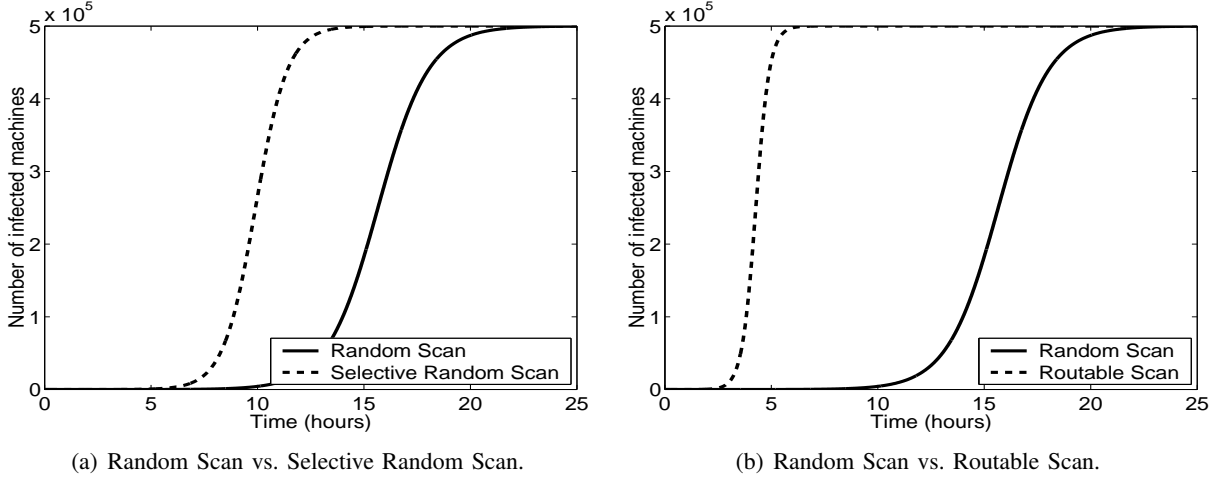 5 x 10^5
4
3
2
1
0
Number of infected machines
Random Scan
Selective Random Scan
0 5 10 15 20 25
Time (hours)
(a) Random Scan vs. Selective Random Scan.
5 x 10^5
4
3
2
1
0
Number of infected machines
Random Scan
Routable Scan
0 5 10 15 20 25
Time (hours)
(b) Random Scan vs. Routable Scan.